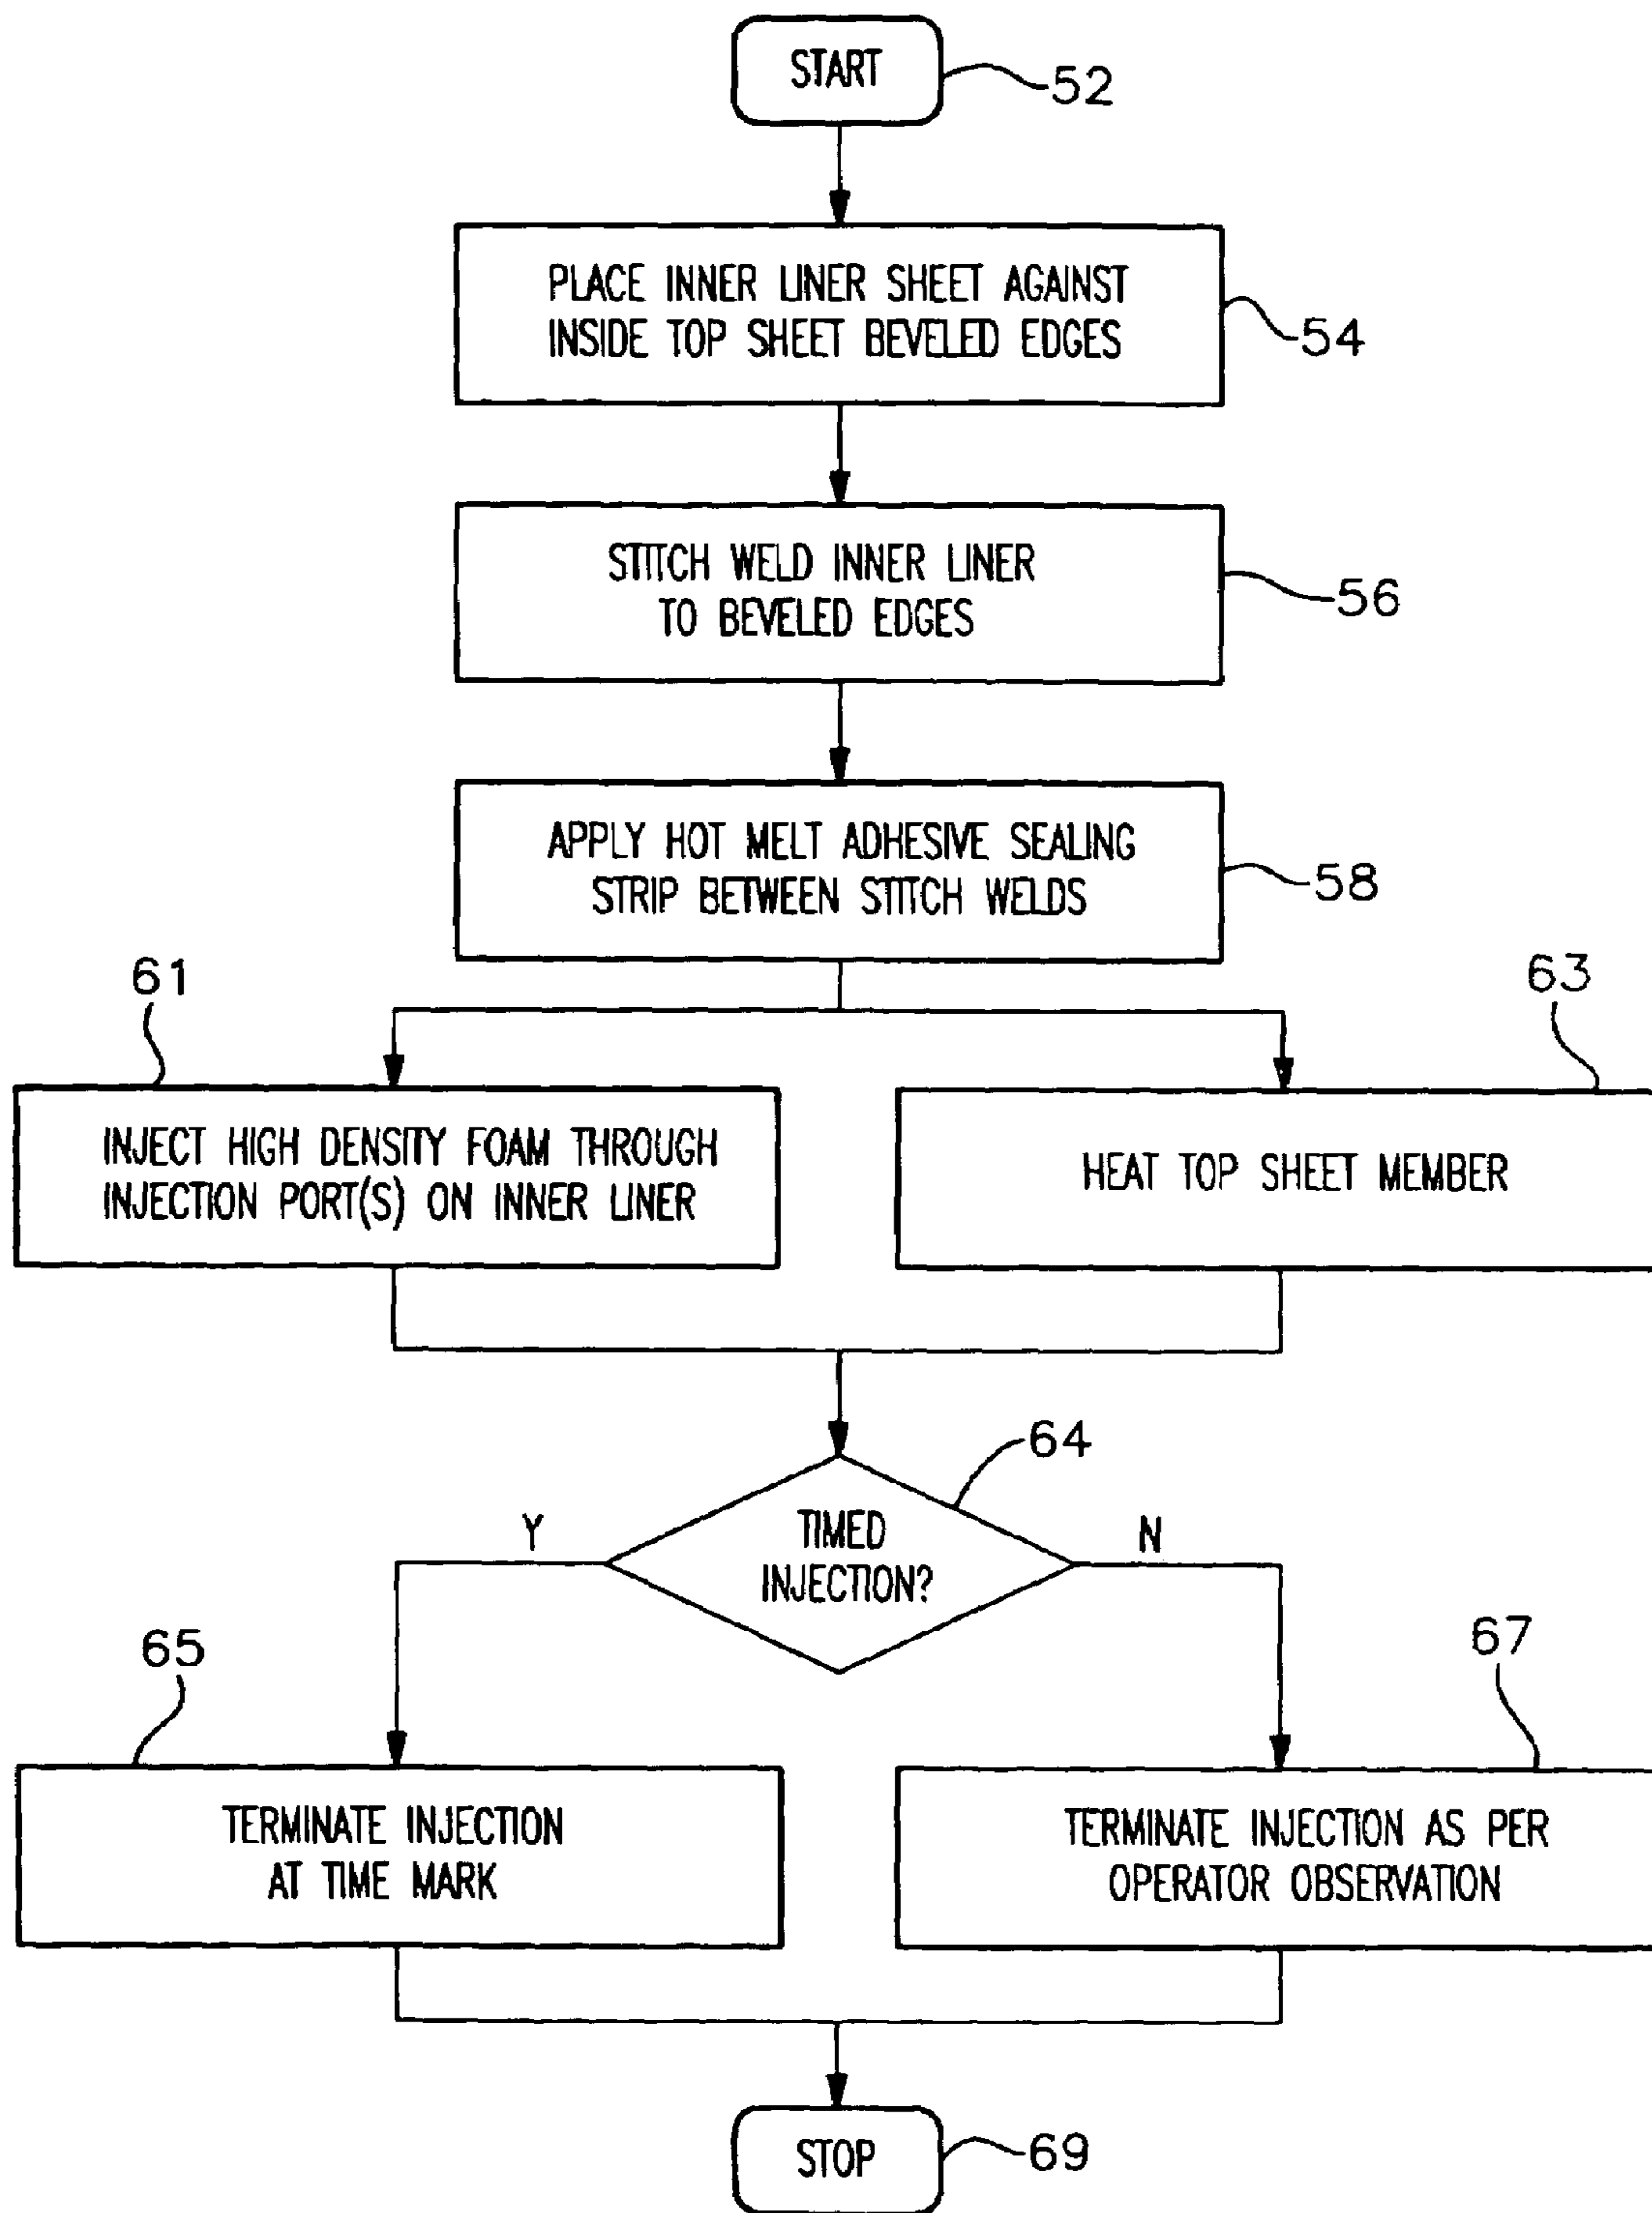 START
52
PLACE INNER LINER SHEET AGAINST
INSIDE TOP SHEET BEVELED EDGES
54
STITCH WELD INNER LINER
TO BEVELED EDGES
56
APPLY HOT MELT ADHESIVE SEALING
STRIP BETWEEN STITCH WELDS
58
61
63
INJECT HIGH DENSITY FOAM THROUGH
INJECTION PORT(S) ON INNER LINER
HEAT TOP SHEET MEMBER
64
TIMED
INJECTION?
Y
N
65
67
TERMINATE INJECTION
AT TIME MARK
TERMINATE INJECTION AS PER
OPERATOR OBSERVATION
STOP
69